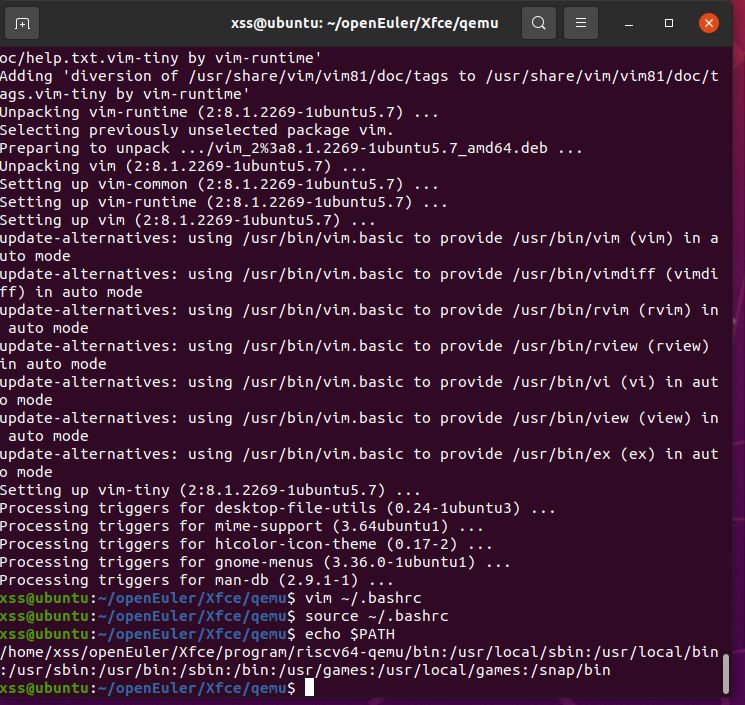 xss@ubuntu: ~/openEuler/Xfce/qemu
oc/help.txt.vim-tiny by vim-runtime'
Adding 'diversion of /usr/share/vim/vim81/doc/tags to /usr/share/vim/vim81/doc/t
ags.vim-tiny by vim-runtime'
Unpacking vim-runtime (2:8.1.2269-1ubuntu5.7) ...
Selecting previously unselected package vim.
Preparing to unpack .../vim_2%3a8.1.2269-1ubuntu5.7_amd64.deb ...
Unpacking vim (2:8.1.2269-1ubuntu5.7) ...
Setting up vim-common (2:8.1.2269-1ubuntu5.7) ...
Setting up vim-runtime (2:8.1.2269-1ubuntu5.7) ...
Setting up vim (2:8.1.2269-1ubuntu5.7) ...
update-alternatives: using /usr/bin/vim.basic to provide /usr/bin/vim (vim) in a
uto mode
update-alternatives: using /usr/bin/vim.basic to provide /usr/bin/vimdiff (vimdi
ff) in auto mode
update-alternatives: using /usr/bin/vim.basic to provide /usr/bin/rvim (rvim) in
 auto mode
update-alternatives: using /usr/bin/vim.basic to provide /usr/bin/rview (rview)
in auto mode
update-alternatives: using /usr/bin/vim.basic to provide /usr/bin/vi (vi) in aut
o mode
update-alternatives: using /usr/bin/vim.basic to provide /usr/bin/view (view) in
 auto mode
update-alternatives: using /usr/bin/vim.basic to provide /usr/bin/ex (ex) in aut
o mode
Setting up vim-tiny (2:8.1.2269-1ubuntu5.7) ...
Processing triggers for desktop-file-utils (0.24-1ubuntu3) ...
Processing triggers for mime-support (3.64ubuntu1) ...
Processing triggers for hicolor-icon-theme (0.17-2) ...
Processing triggers for gnome-menus (3.36.0-1ubuntu1) ...
Processing triggers for man-db (2.9.1-1) ...
xss@ubuntu:~/openEuler/Xfce/qemu$ vim ~/.bashrc
xss@ubuntu:~/openEuler/Xfce/qemu$ source ~/.bashrc
xss@ubuntu:~/openEuler/Xfce/qemu$ echo $PATH
/home/xss/openEuler/Xfce/program/riscv64-qemu/bin:/usr/local/sbin:/usr/local/bin
:/usr/sbin:/usr/bin:/sbin:/bin:/usr/games:/usr/local/games:/snap/bin
xss@ubuntu:~/openEuler/Xfce/qemu$